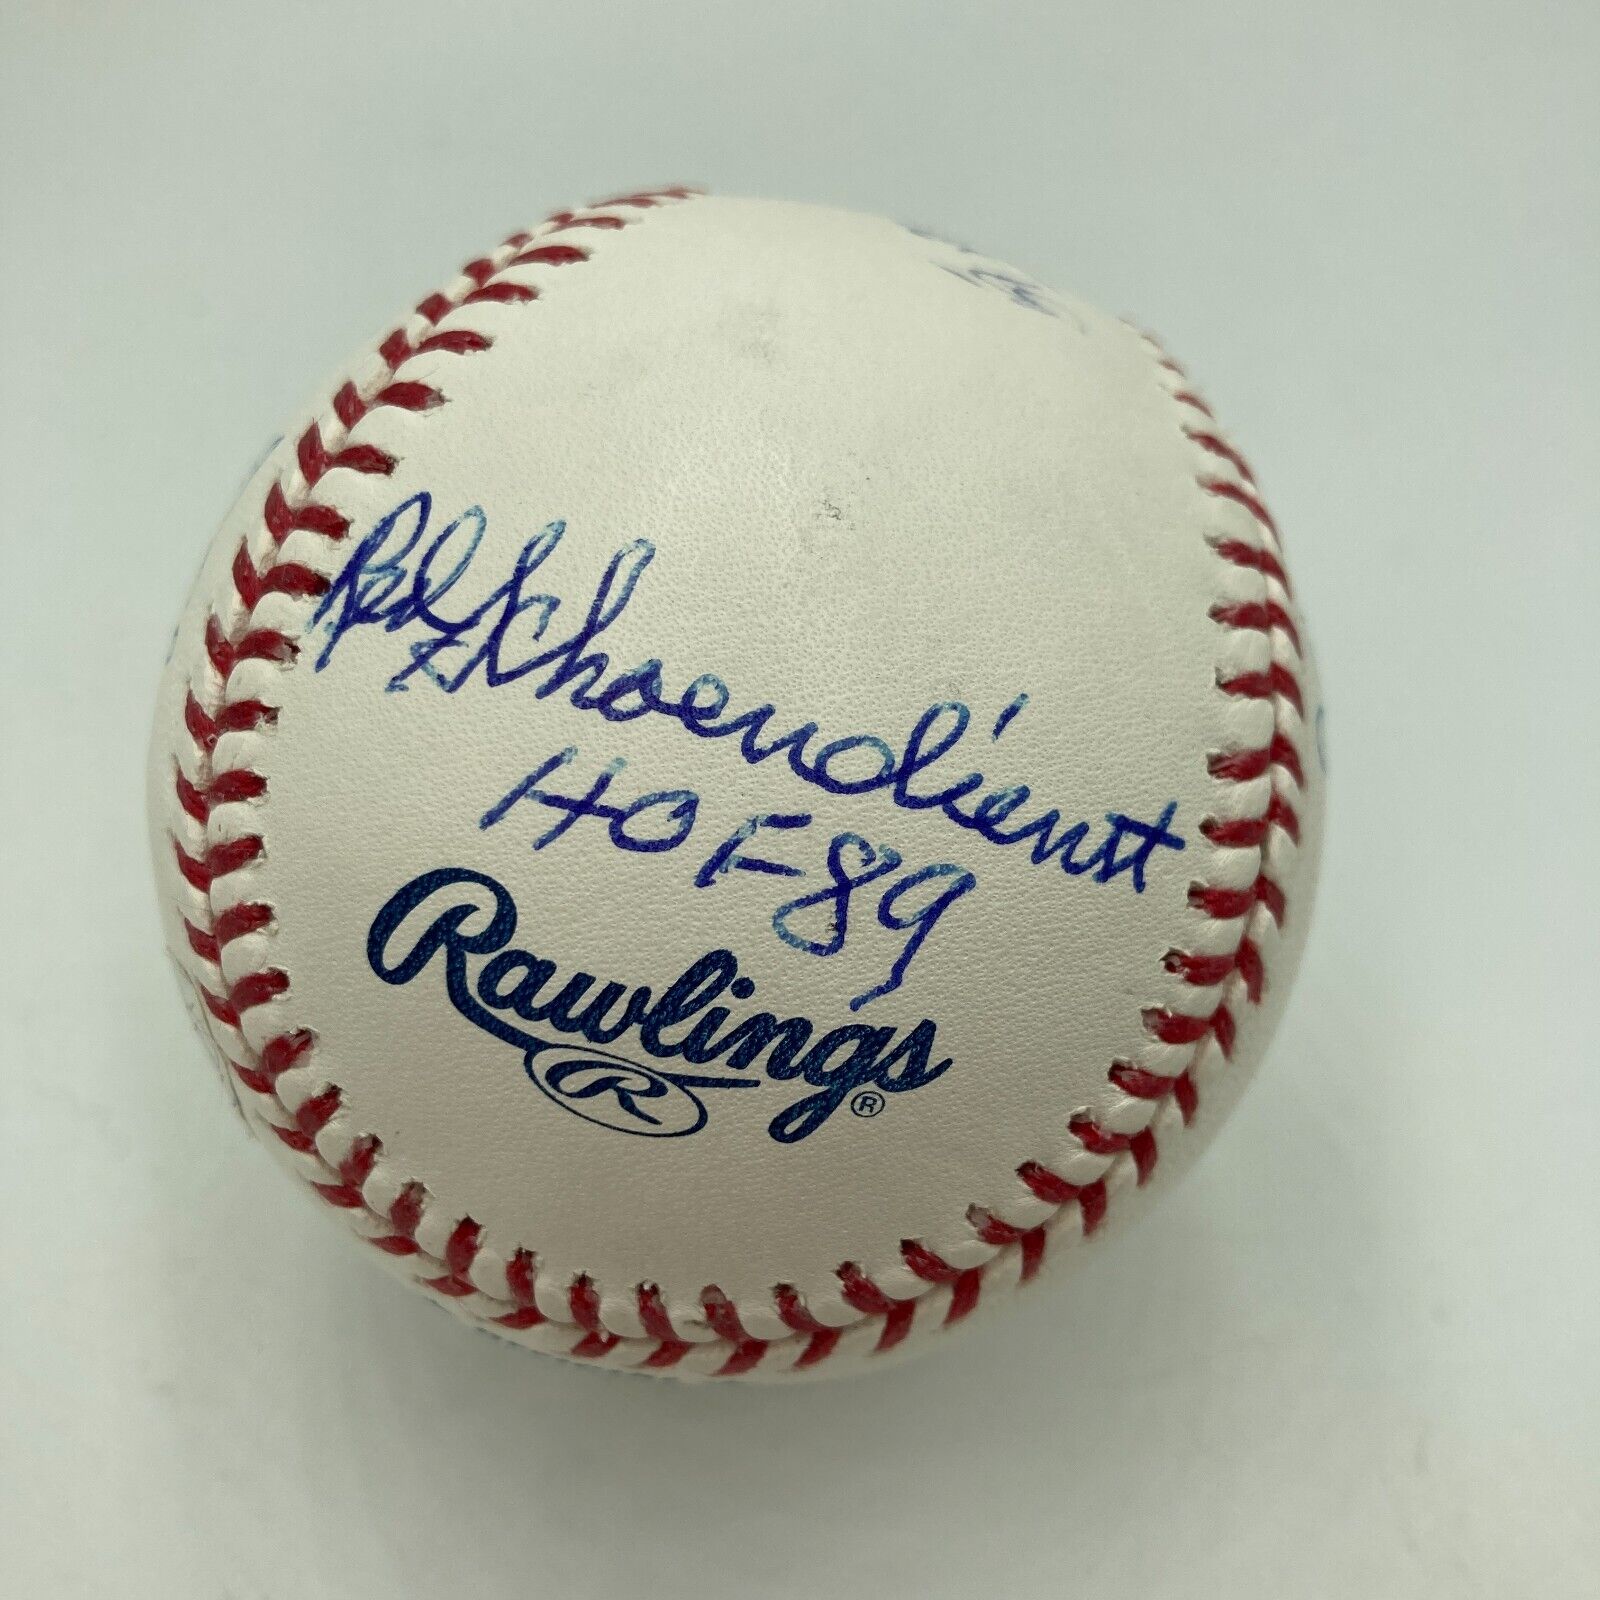 Red Schoendienst
HOF 89
Rawlings
R ®